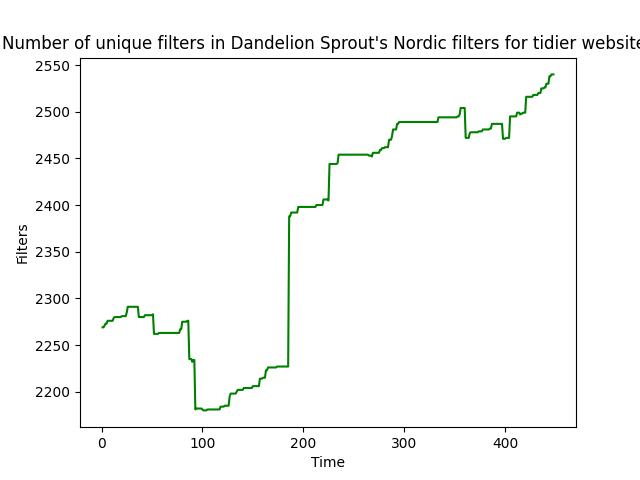 Number of unique filters in Dandelion Sprout's Nordic filters for tidier website
2550
2500
2450
2400
2350
2300
2250
2200
Filters
0 100 200 300 400
Time